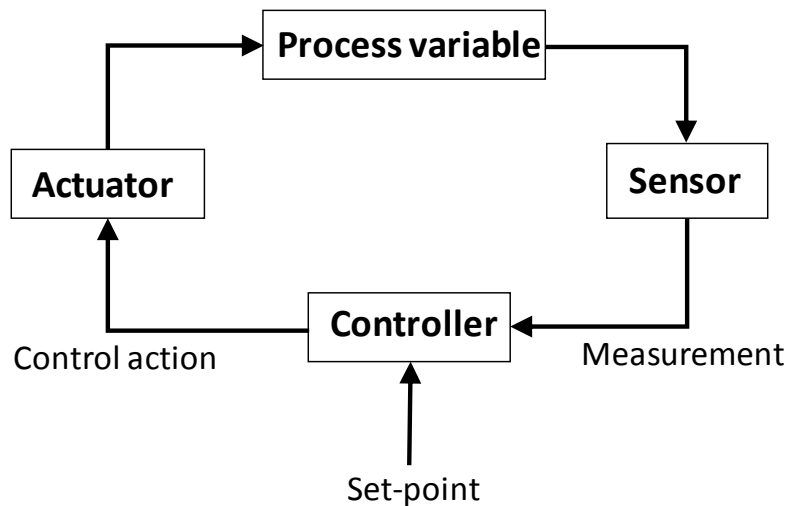 Process variable
Actuator
Sensor
Controller
Control action
Measurement
Set-point